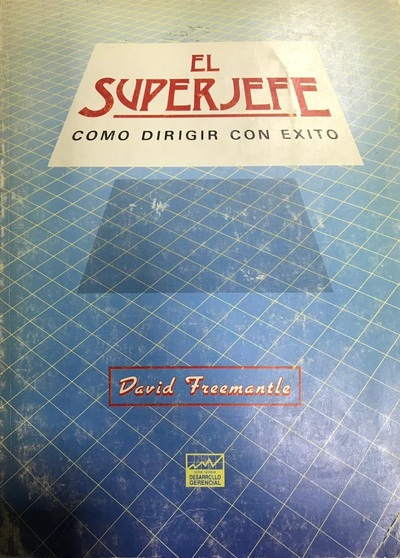 EL
SUPERJEFE
COMO DIRIGIR CON EXITO
David Freemantle
DESARROLLO
GERENCIAL